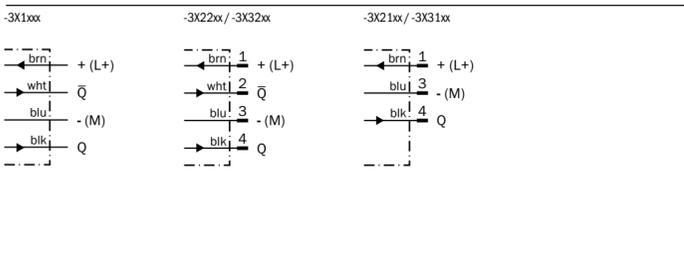 -3X1xxx
brn + (L+)
wht Q̅
blu - (M)
blk Q
-3X22xx / -3X32xx
brn 1 + (L+)
wht 2 Q̅
blu 3 - (M)
blk 4 Q
-3X21xx / -3X31xx
brn 1 + (L+)
blu 3 - (M)
blk 4 Q